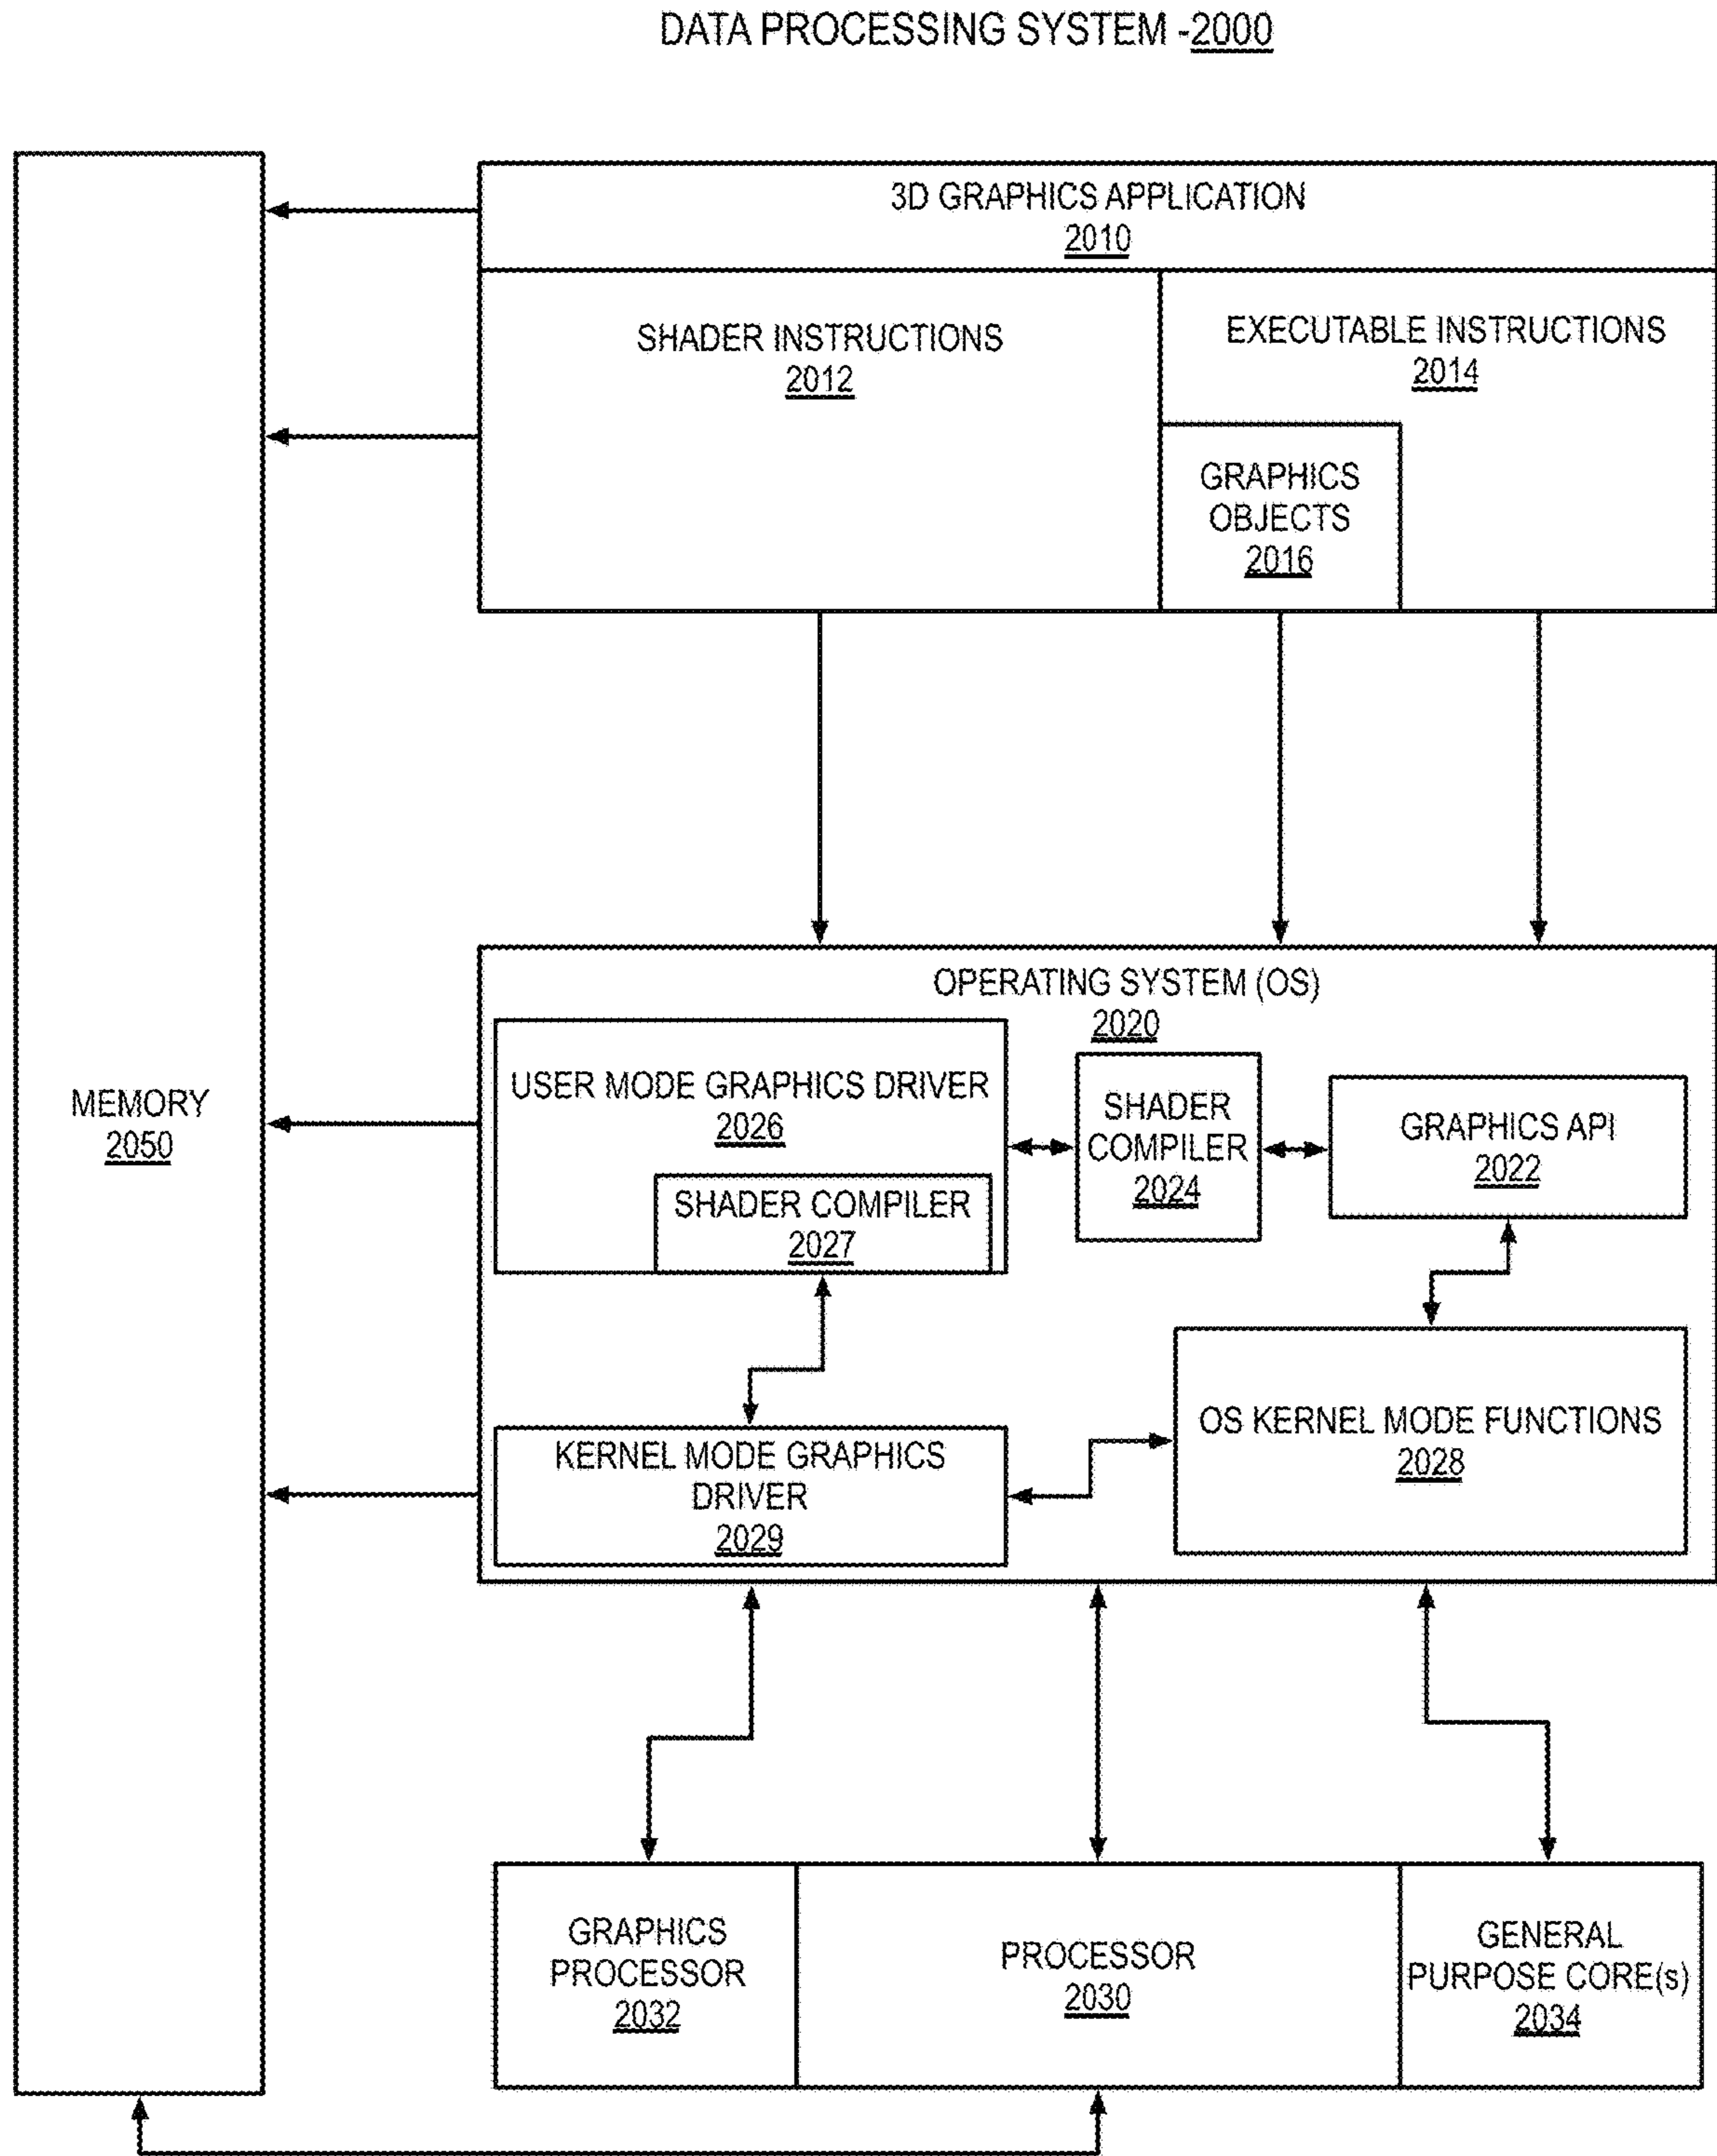 DATA PROCESSING SYSTEM -2000
3D GRAPHICS APPLICATION
2010
SHADER INSTRUCTIONS
2012
EXECUTABLE INSTRUCTIONS
2014
GRAPHICS
OBJECTS
2016
MEMORY
2050
OPERATING SYSTEM (OS)
2020
USER MODE GRAPHICS DRIVER
2026
SHADER COMPILER
2027
SHADER
COMPILER
2024
GRAPHICS API
2022
KERNEL MODE GRAPHICS
DRIVER
2029
OS KERNEL MODE FUNCTIONS
2028
GRAPHICS
PROCESSOR
2032
PROCESSOR
2030
GENERAL
PURPOSE CORE(s)
2034